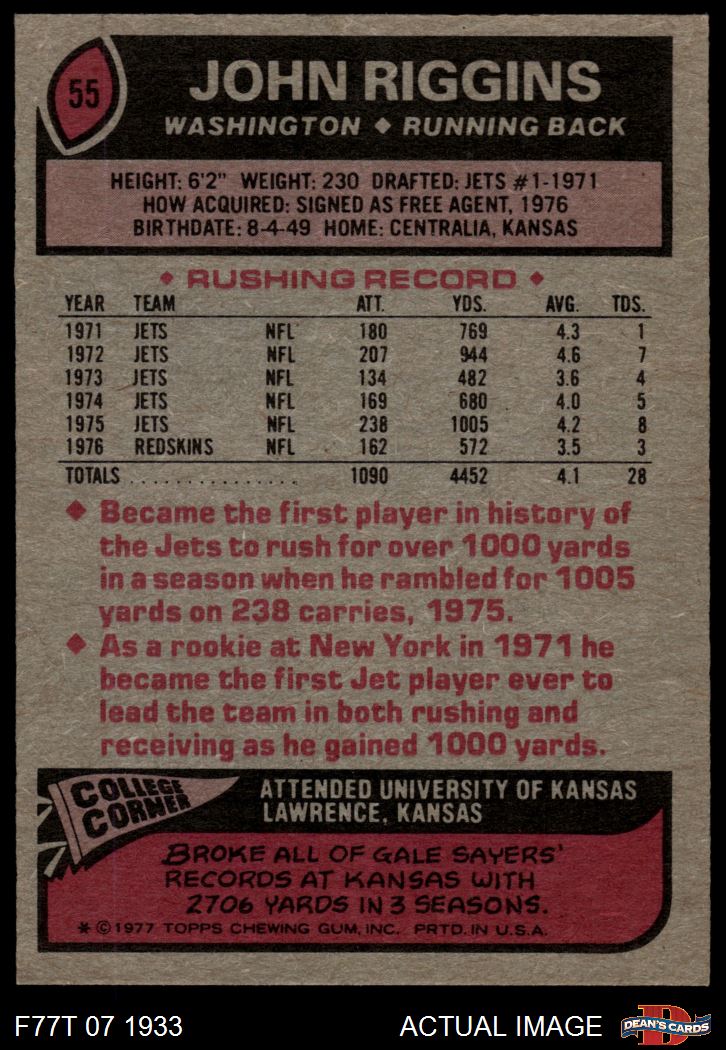 55
JOHN RIGGINS
WASHINGTON ◆ RUNNING BACK
HEIGHT: 6'2" WEIGHT: 230 DRAFTED: JETS #1-1971
HOW ACQUIRED: SIGNED AS FREE AGENT, 1976
BIRTHDATE: 8-4-49 HOME: CENTRALIA, KANSAS
◆ RUSHING RECORD ◆
YEAR TEAM ATT. YDS. AVG. TDS.
1971 JETS NFL 180 769 4.3 1
1972 JETS NFL 207 944 4.6 7
1973 JETS NFL 134 482 3.6 4
1974 JETS NFL 169 680 4.0 5
1975 JETS NFL 238 1005 4.2 8
1976 REDSKINS NFL 162 572 3.5 3
TOTALS ............... 1090 4452 4.1 28
◆ Became the first player in history of
the Jets to rush for over 1000 yards
in a season when he rambled for 1005
yards on 238 carries, 1975.
◆ As a rookie at New York in 1971 he
became the first Jet player ever to
lead the team in both rushing and
receiving as he gained 1000 yards.
COLLEGE
CORNER
ATTENDED UNIVERSITY OF KANSAS
LAWRENCE, KANSAS
BROKE ALL OF GALE SAYERS'
RECORDS AT KANSAS WITH
2706 YARDS IN 3 SEASONS.
* © 1977 TOPPS CHEWING GUM, INC. PRTD. IN U.S.A.
F77T 07 1933
ACTUAL IMAGE
D
DEAN'S CARDS